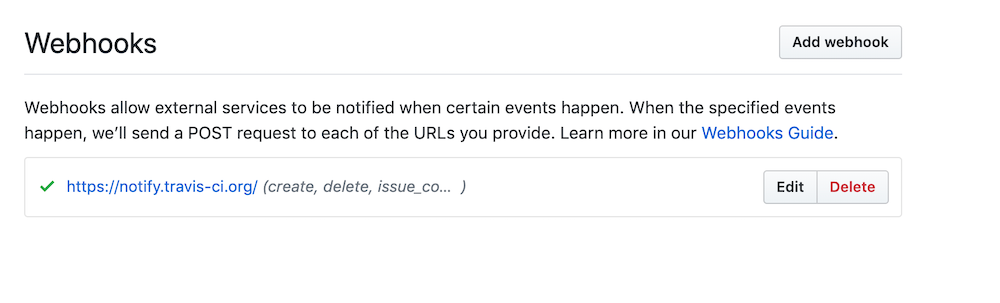 Webhooks
Add webhook
Webhooks allow external services to be notified when certain events happen. When the specified events
happen, we’ll send a POST request to each of the URLs you provide. Learn more in our Webhooks Guide.
https://notify.travis-ci.org/ (create, delete, issue_co... )
Edit
Delete